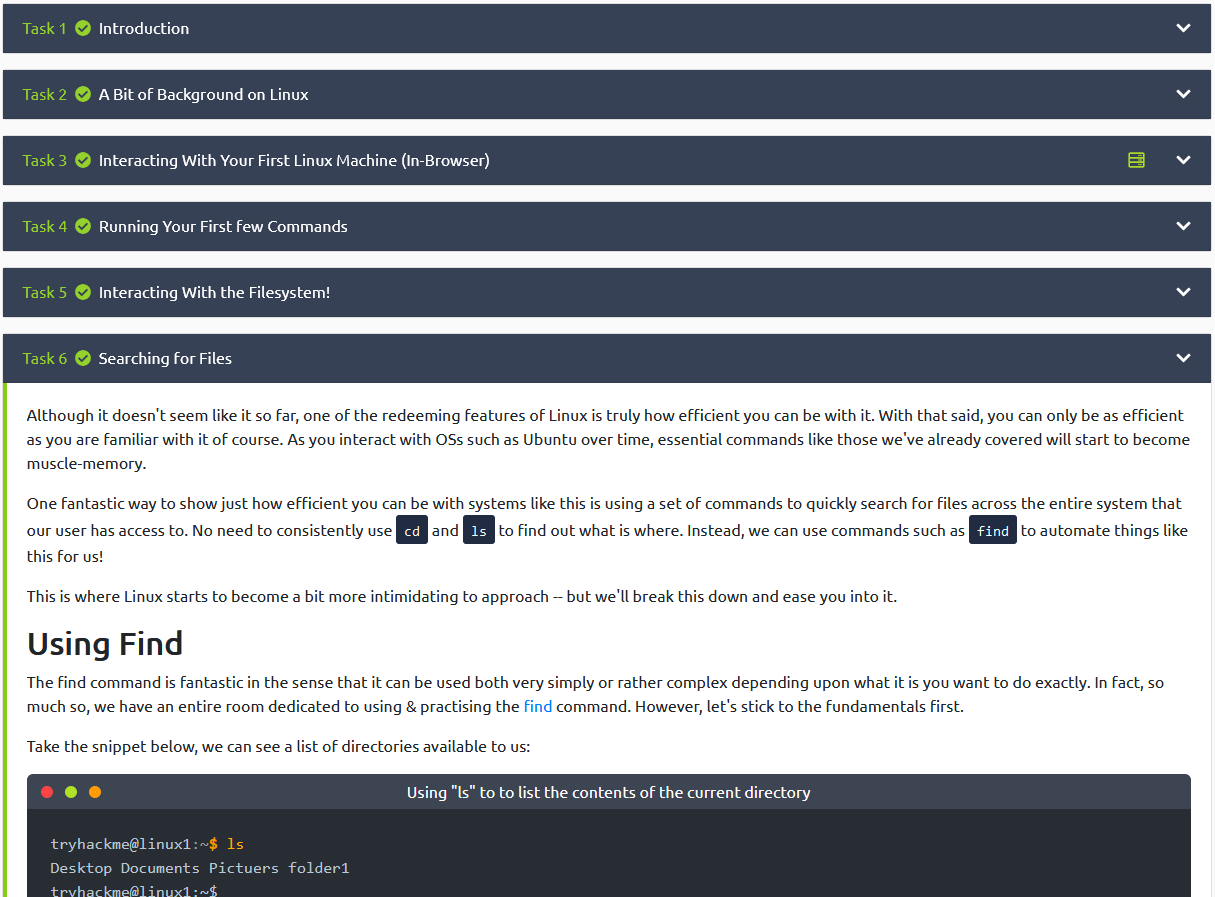 Task 1 Introduction
Task 2 A Bit of Background on Linux
Task 3 Interacting With Your First Linux Machine (In-Browser)
Task 4 Running Your First few Commands
Task 5 Interacting With the Filesystem!
Task 6 Searching for Files
Although it doesn't seem like it so far, one of the redeeming features of Linux is truly how efficient you can be with it. With that said, you can only be as efficient
as you are familiar with it of course. As you interact with OSs such as Ubuntu over time, essential commands like those we've already covered will start to become
muscle-memory.
One fantastic way to show just how efficient you can be with systems like this is using a set of commands to quickly search for files across the entire system that
our user has access to. No need to consistently use cd and ls to find out what is where. Instead, we can use commands such as find to automate things like
this for us!
This is where Linux starts to become a bit more intimidating to approach -- but we'll break this down and ease you into it.
Using Find
The find command is fantastic in the sense that it can be used both very simply or rather complex depending upon what it is you want to do exactly. In fact, so
much so, we have an entire room dedicated to using & practising the find command. However, let's stick to the fundamentals first.
Take the snippet below, we can see a list of directories available to us:
Using "ls" to to list the contents of the current directory
tryhackme@linux1:~$ ls
Desktop Documents Pictuers folder1
tryhackme@linux1:~$